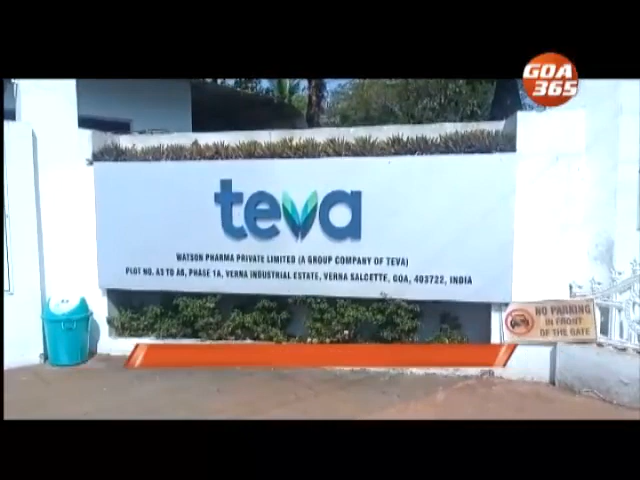 GOA
365
teva
WATSON PHARMA PRIVATE LIMITED (A GROUP COMPANY OF TEVA)
PLOT NO. A3 TO A6, PHASE 1A, VERNA INDUSTRIAL ESTATE, VERNA SALCETTE, GOA, 403722, INDIA
NO PARKING
IN FRONT
OF THE GATE